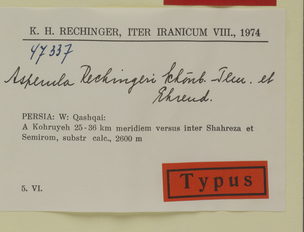 K. H. RECHINGER, ITER IRANICUM VIII., 1974
47337
Asperula Rechingeri Schönb.-Tem. et
Ehrend.
PERSIA: W: Qashqai:
A Kohruyeh 25-36 km meridiem versus inter Shahreza et
Semirom, substr calc., 2600 m
Typus
5. VI.